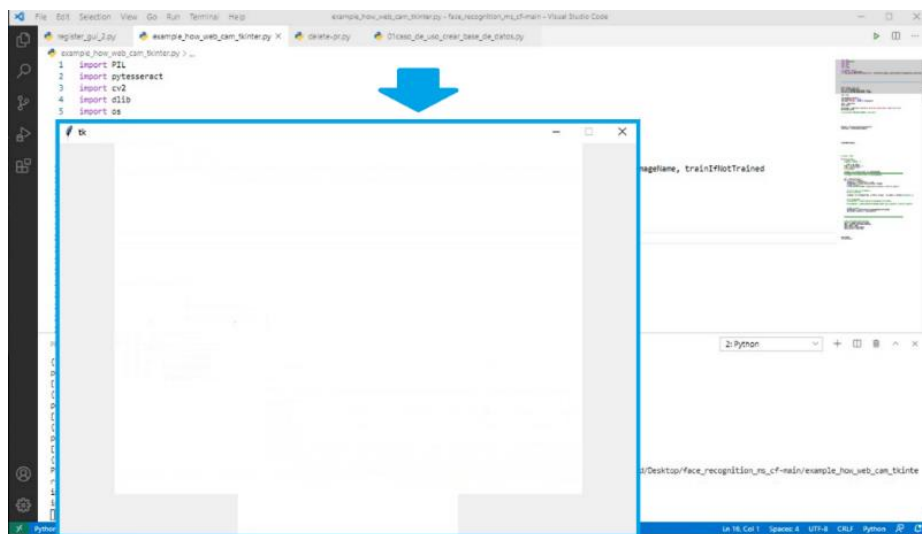 File Edit Selection View Go Run Terminal Help
example_how_web_cam_tkinter.py - face_recognition_ms_cf-main - Visual Studio Code
register_gui_2.py
example_how_web_cam_tkinter.py
delete-pr.py
01caso_de_uso_crear_base_de_datos.py
example_how_web_cam_tkinter.py > ...
1 import PIL
2 import pytesseract
3 import cv2
4 import dlib
5 import os
tk
mageName, trainIfNotTrained
2: Python
d/Desktop/face_recognition_ms_cf-main/example_how_web_cam_tkinte
Python
Ln 16, Col 1 Spaces: 4 UTF-8 CRLF Python